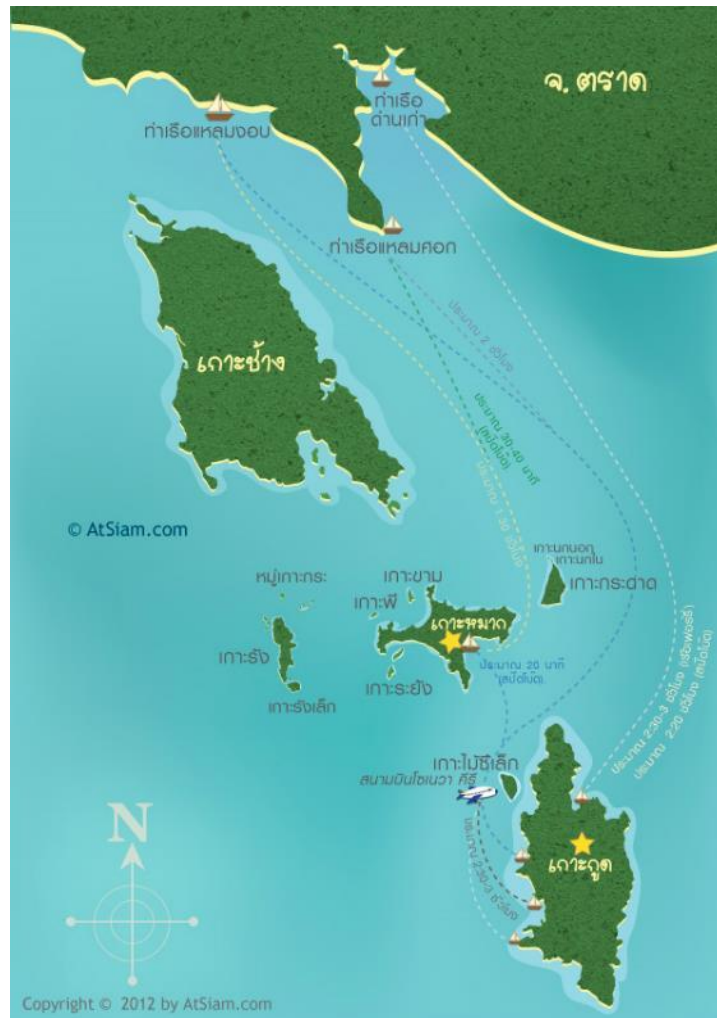 จ. ตราด
ท่าเรือ
ด่านเก่า
ท่าเรือแหลมงอบ
ท่าเรือแหลมศอก
ประมาณ 2 ชั่วโมง
เกาะช้าง
ประมาณ 30-40 นาที
(สปีดโบ๊ต)
ประมาณ 1.30 ชั่วโมง
© AtSiam.com
เกาะนกนอก
เกาะนกใน
เกาะกระดาด
หมู่เกาะกระ
เกาะขาม
เกาะผี
เกาะหมาก
เกาะรัง
เกาะระยัง
ประมาณ 20 นาที
(สปีดโบ๊ต)
เกาะรังเล็ก
ประมาณ 2:30-3 ชั่วโมง (เรือเฟอร์รี่)
ประมาณ 2:20 ชั่วโมง (สปีดโบ๊ต)
เกาะไม้ซี้เล็ก
สนามบินโซเนวา คีรี
ประมาณ 2:30-3 ชั่วโมง
เกาะกูด
N
Copyright © 2012 by AtSiam.com